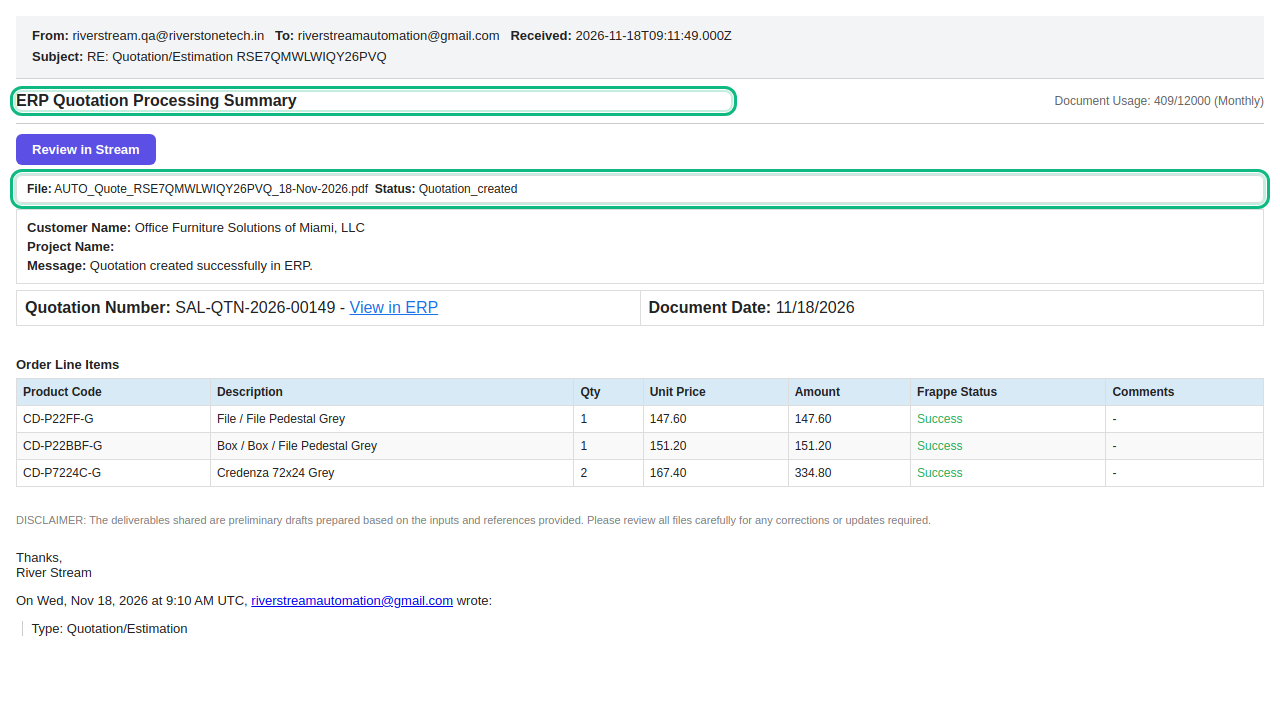 From: riverstream.qa@riverstonetech.in To: riverstreamautomation@gmail.com Received: 2026-11-18T09:11:49.000Z
Subject: RE: Quotation/Estimation RSE7QMWLWIQY26PVQ
ERP Quotation Processing Summary
Document Usage: 409/12000 (Monthly)
Review in Stream
File: AUTO_Quote_RSE7QMWLWIQY26PVQ_18-Nov-2026.pdf Status: Quotation_created
Customer Name: Office Furniture Solutions of Miami, LLC
Project Name:
Message: Quotation created successfully in ERP.
Quotation Number: SAL-QTN-2026-00149 - View in ERP
Document Date: 11/18/2026
Order Line Items
Product Code Description Qty Unit Price Amount Frappe Status Comments
CD-P22FF-G File / File Pedestal Grey 1 147.60 147.60 Success -
CD-P22BBF-G Box / Box / File Pedestal Grey 1 151.20 151.20 Success -
CD-P7224C-G Credenza 72x24 Grey 2 167.40 334.80 Success -
DISCLAIMER: The deliverables shared are preliminary drafts prepared based on the inputs and references provided. Please review all files carefully for any corrections or updates required.
Thanks,
River Stream
On Wed, Nov 18, 2026 at 9:10 AM UTC, riverstreamautomation@gmail.com wrote:
Type: Quotation/Estimation